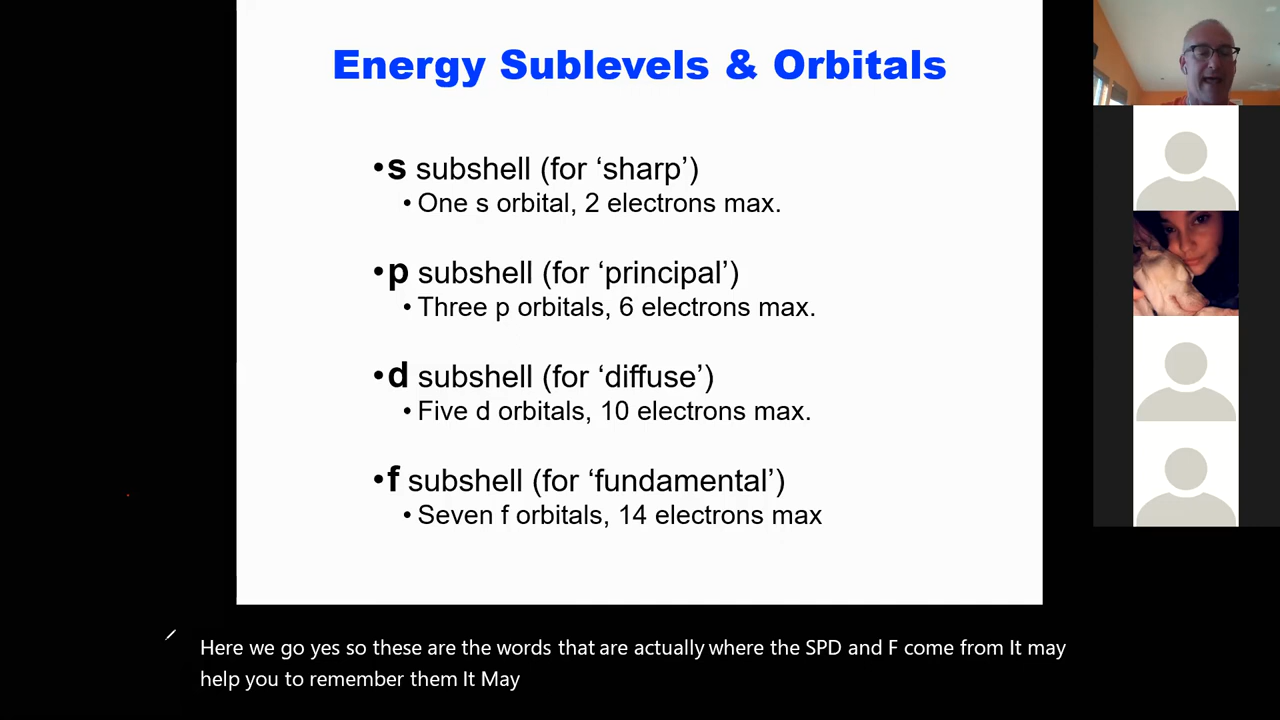 Energy Sublevels & Orbitals
•s subshell (for ‘sharp’)
• One s orbital, 2 electrons max.
•p subshell (for ‘principal’)
• Three p orbitals, 6 electrons max.
•d subshell (for ‘diffuse’)
• Five d orbitals, 10 electrons max.
•f subshell (for ‘fundamental’)
• Seven f orbitals, 14 electrons max
Here we go yes so these are the words that are actually where the SPD and F come from It may
help you to remember them It May